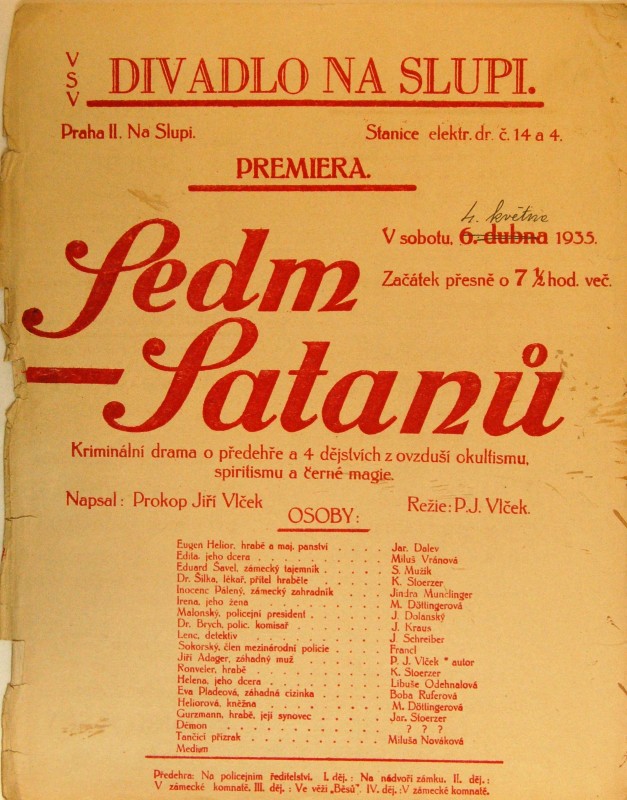 VSV DIVADLO NA SLUPI.
Praha II. Na Slupi. Stanice elektr. dr. č. 14 a 4.
PREMIERA.
4. května
V sobotu, 6. dubna 1935.
Začátek přesně o 7 ½ hod. več.
Sedm
– Satanů
Kriminální drama o předehře a 4 dějstvích z ovzduší okultismu,
spiritismu a černé magie.
Napsal: Prokop Jiří Vlček Režie: P. J. Vlček.
OSOBY:
Eugen Helior, hrabě a maj. panství . . . . Jar. Dalev
Edita, jeho dcera . . . . . . . . . . Miluš Vránová
Eduard Šavel, zámecký tajemník . . . . . S. Mužík
Dr. Šilka, lékař, přítel hraběte . . . . . . K. Stoerzer
Inocenc Pálený, zámecký zahradník . . . . Jindra Munclinger
Irena, jeho žena . . . . . . . . . . M. Döttingerová
Malonský, policejní president . . . . . . J. Dolanský
Dr. Brych, polic. komisař . . . . . . . J. Kraus
Lenc, detektiv . . . . . . . . . . . J. Schreiber
Sokorský, člen mezinárodní policie . . . . Francl
Jiří Adager, záhadný muž . . . . . . . P. J. Vlček * autor
Konveler, hrabě . . . . . . . . . . K. Stoerzer
Helena, jeho dcera . . . . . . . . . Libuše Odehnalová
Eva Pladeová, záhadná cizinka . . . . . Boba Ruferová
Heliorová, kněžna . . . . . . . . . M. Döttingerová
Gurzmann, hrabě, její synovec . . . . . Jar. Stoerzer
Démon . . . . . . . . . . . . . ? ? ?
Tančící přízrak . . . . . . . . . . Miluša Nováková
Medium
Předehra: Na policejním ředitelství. I. děj.: Na nádvoří zámku. II. děj.:
V zámecké komnatě. III. děj.: Ve věži „Běsů". IV. děj.: V zámecké komnatě.